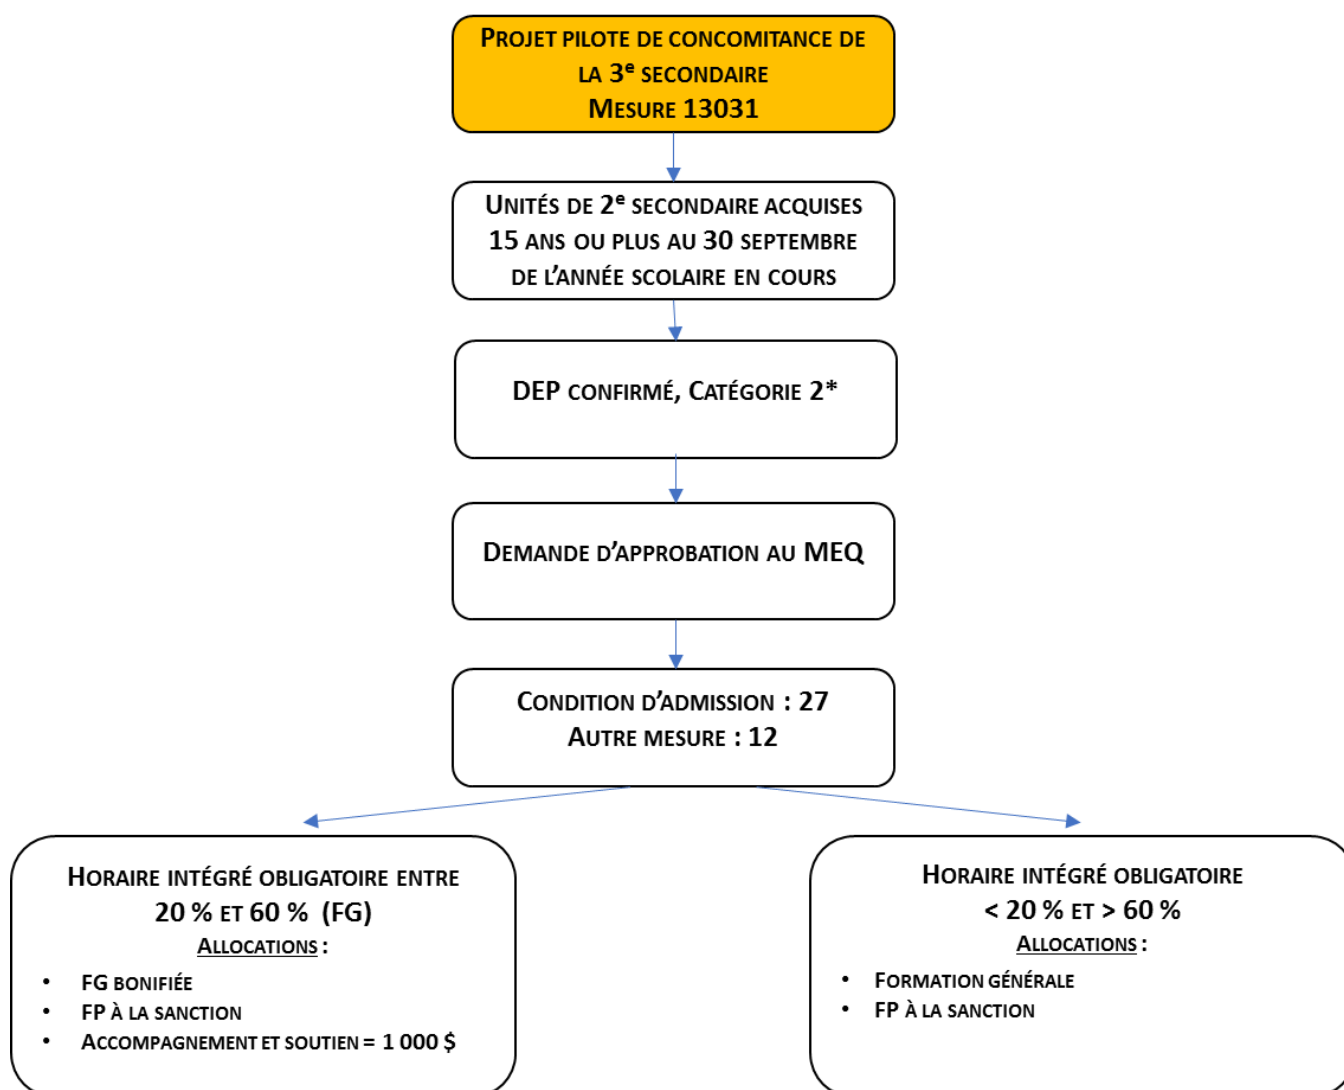 PROJET PILOTE DE CONCOMITANCE DE
LA 3e SECONDAIRE
MESURE 13031
UNITÉS DE 2e SECONDAIRE ACQUISES
15 ANS OU PLUS AU 30 SEPTEMBRE
DE L'ANNÉE SCOLAIRE EN COURS
DEP CONFIRMÉ, CATÉGORIE 2*
DEMANDE D'APPROBATION AU MEQ
CONDITION D'ADMISSION : 27
AUTRE MESURE : 12
HORAIRE INTÉGRÉ OBLIGATOIRE ENTRE
20 % ET 60 % (FG)
ALLOCATIONS :
• FG BONIFIÉE
• FP À LA SANCTION
• ACCOMPAGNEMENT ET SOUTIEN = 1 000 $
HORAIRE INTÉGRÉ OBLIGATOIRE
< 20 % ET > 60 %
ALLOCATIONS :
• FORMATION GÉNÉRALE
• FP À LA SANCTION